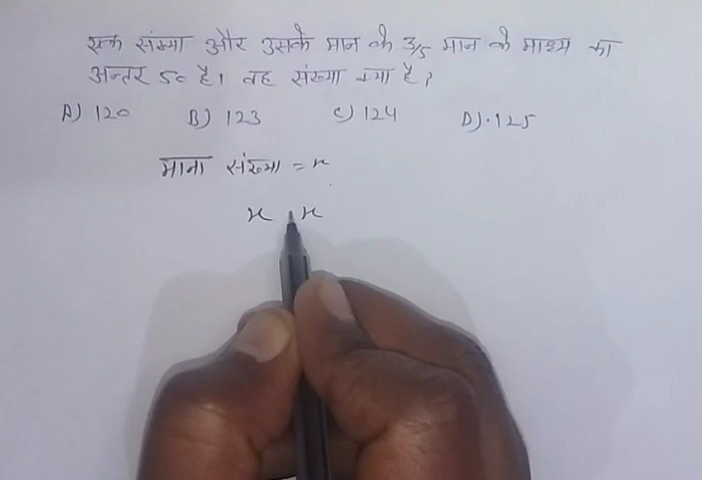 एक संख्या और उसके मान के 3/5 मान के माध्य का
अन्तर 50 है। वह संख्या क्या है?
A) 120 B) 123 C) 124 D) 125
माना संख्या = x
x x